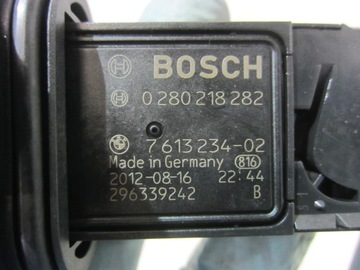 BOSCH
0 280 218 282
7 613 234-02
Made in Germany 816
2012-08-16 22:44
296339242 B